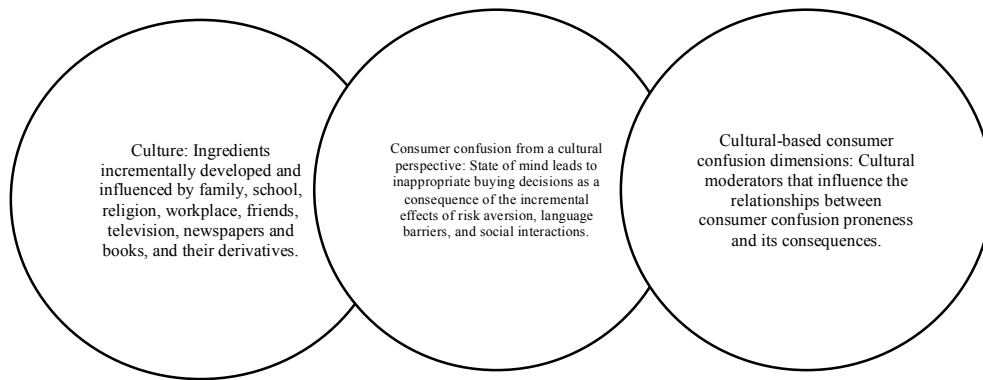 Culture: Ingredients
incrementally developed and
influenced by family, school,
religion, workplace, friends,
television, newspapers and
books, and their derivatives.
Consumer confusion from a cultural
perspective: State of mind leads to
inappropriate buying decisions as a
consequence of the incremental
effects of risk aversion, language
barriers, and social interactions.
Cultural-based consumer
confusion dimensions: Cultural
moderators that influence the
relationships between
consumer confusion proneness
and its consequences.